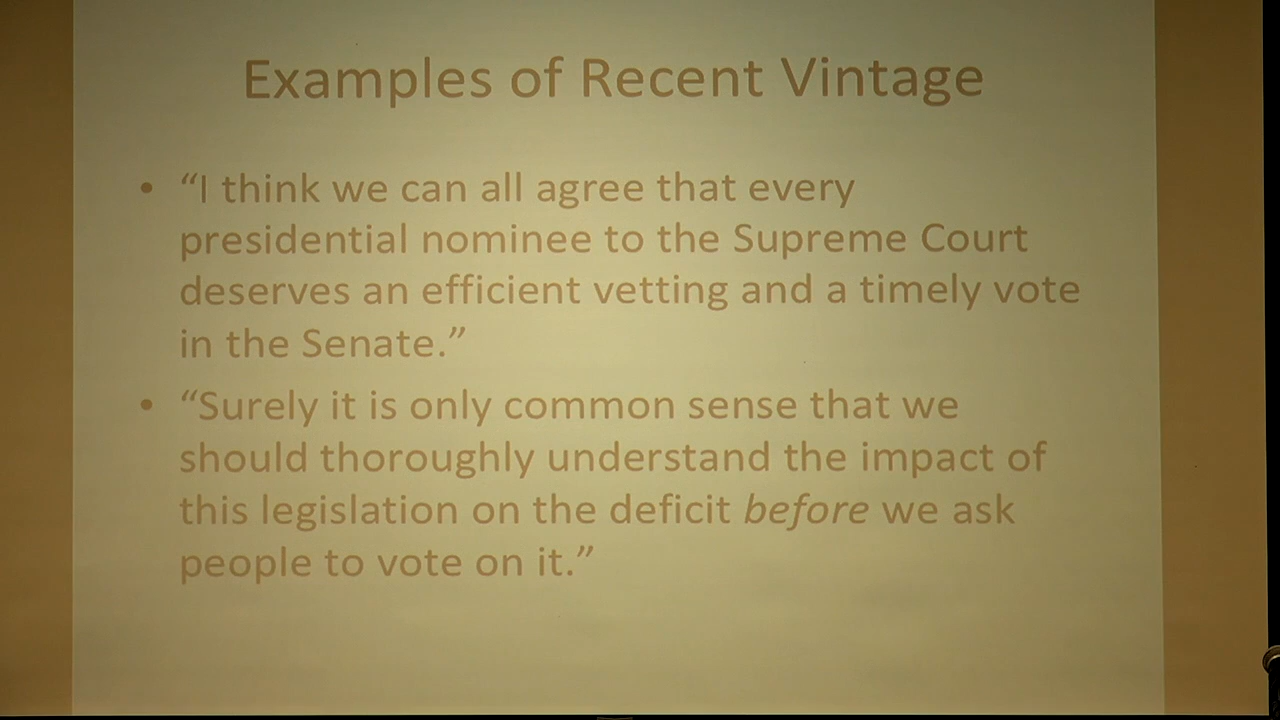 Examples of Recent Vintage
• “I think we can all agree that every
presidential nominee to the Supreme Court
deserves an efficient vetting and a timely vote
in the Senate.”
• “Surely it is only common sense that we
should thoroughly understand the impact of
this legislation on the deficit before we ask
people to vote on it.”